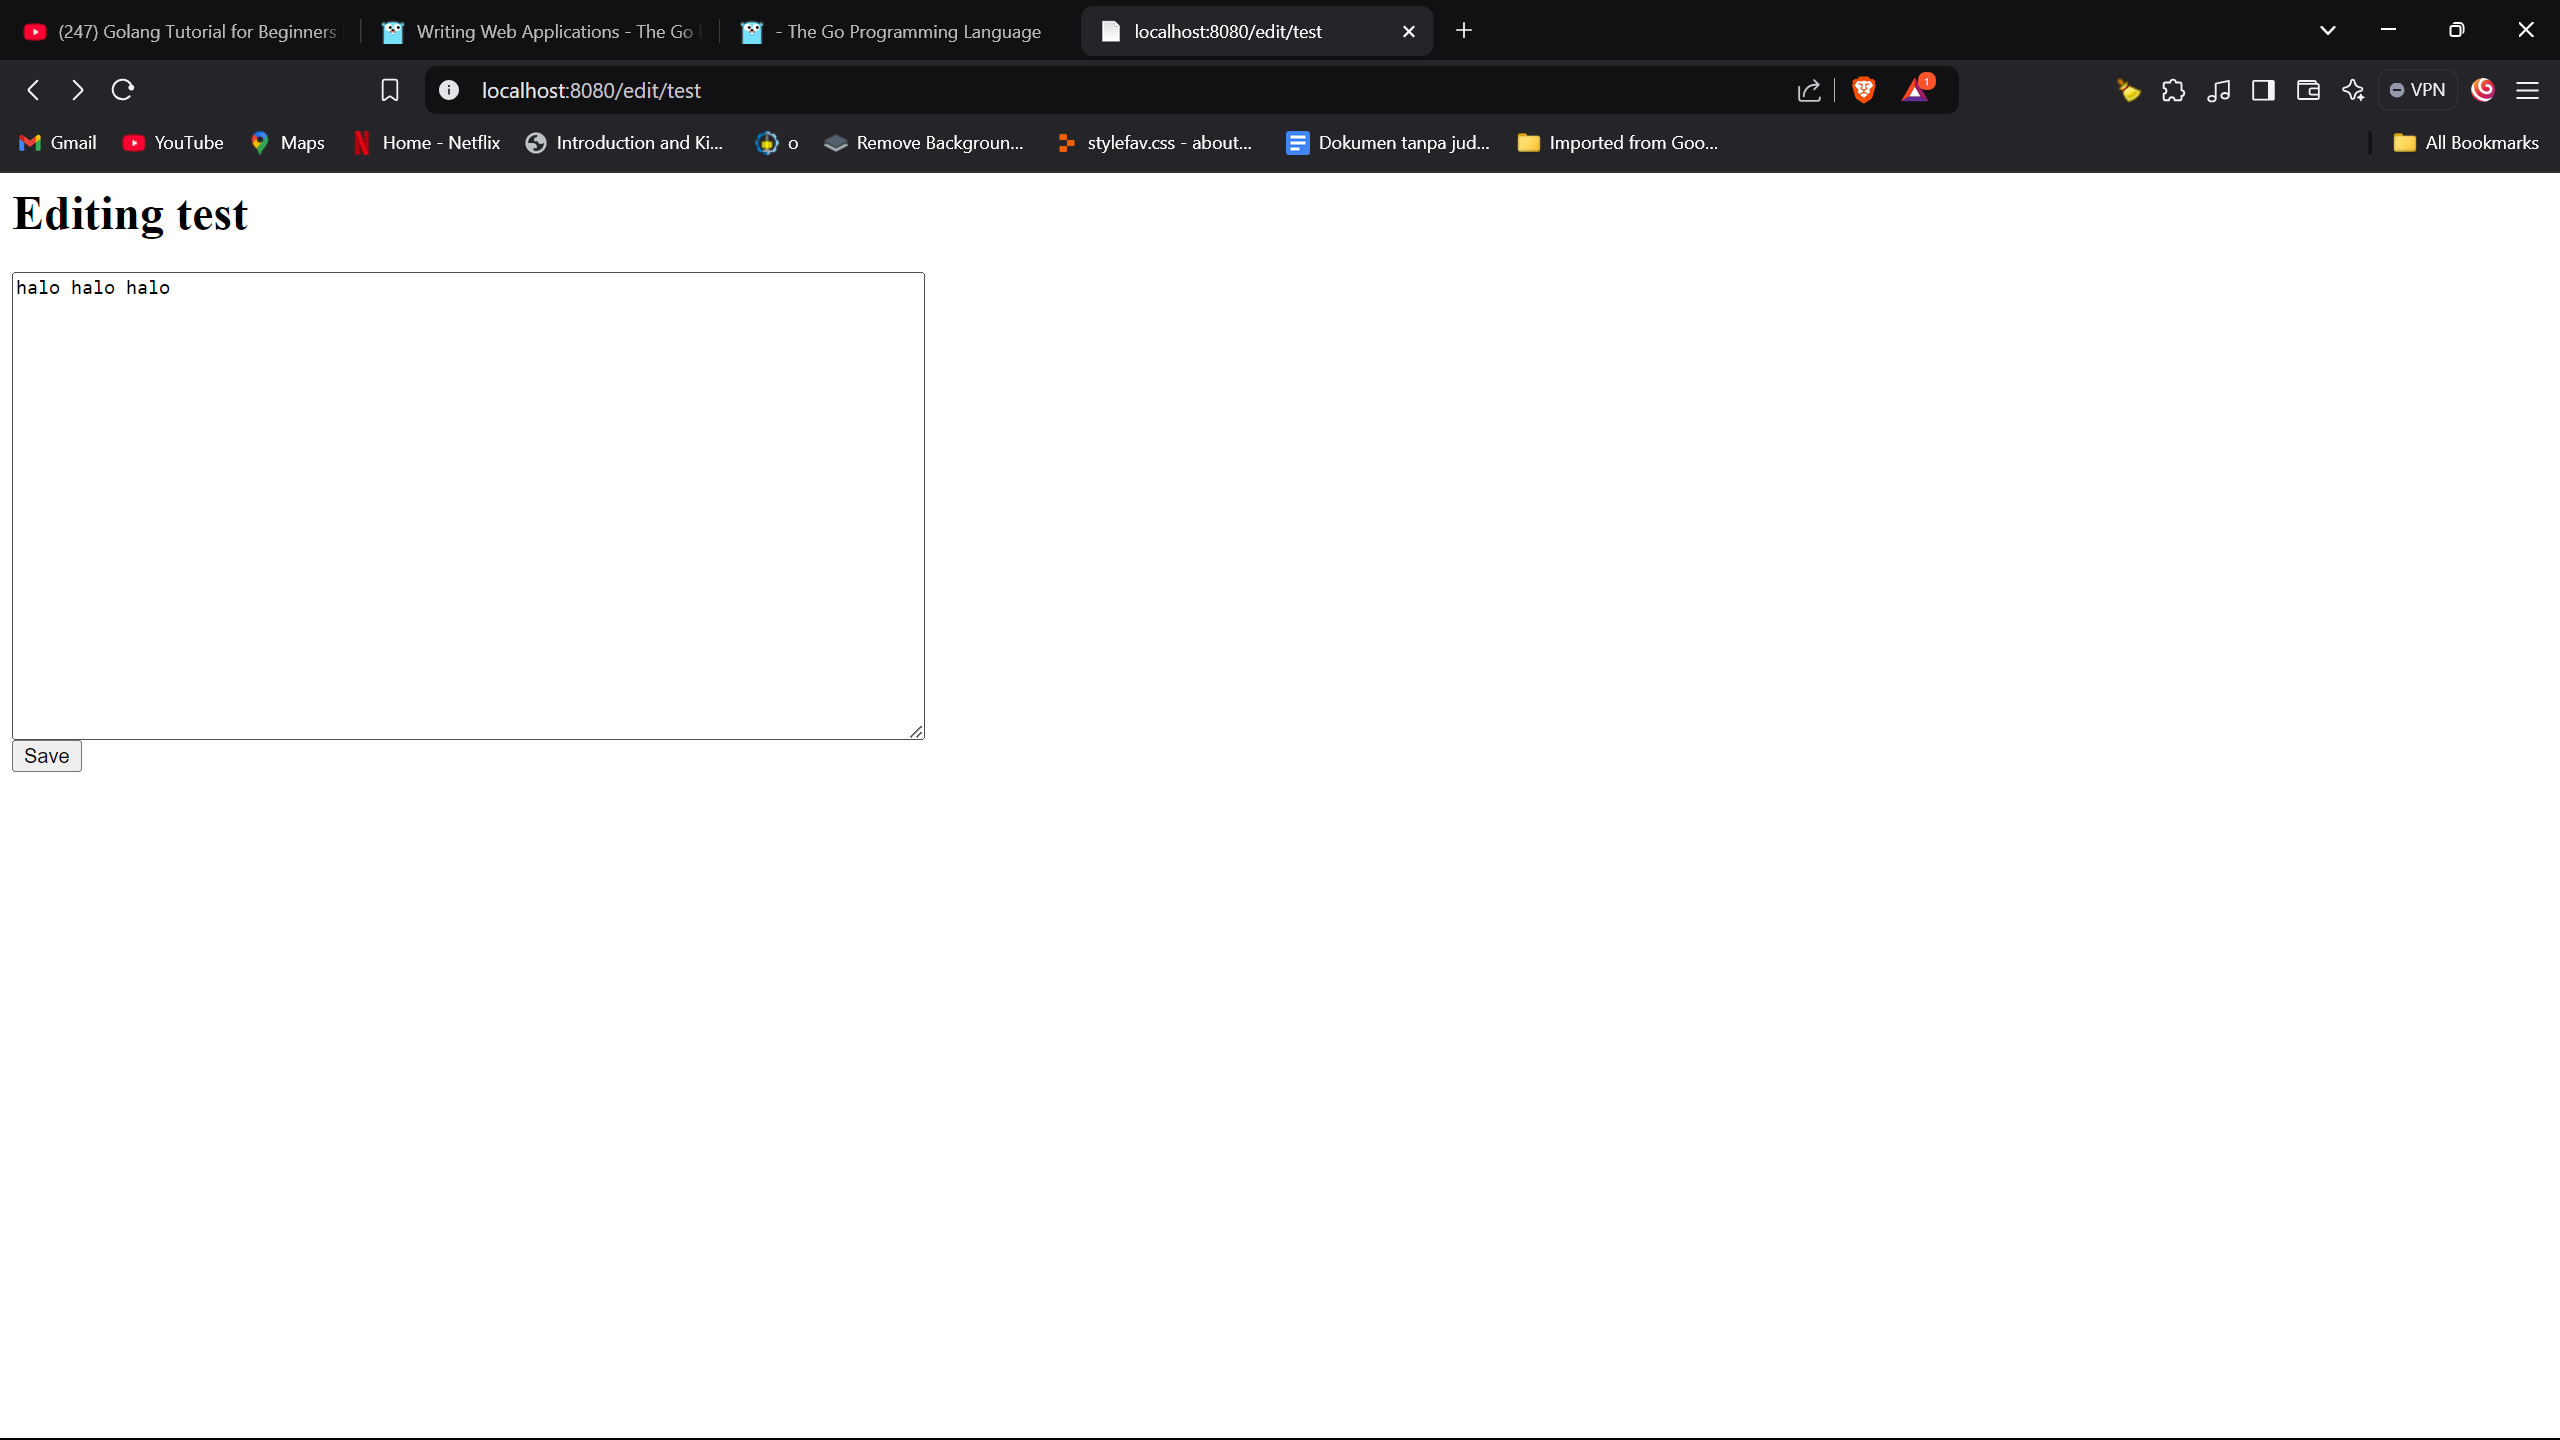 (247) Golang Tutorial for Beginners
Writing Web Applications - The Go
- The Go Programming Language
localhost:8080/edit/test
localhost:8080/edit/test
1
VPN
Gmail
YouTube
Maps
Home - Netflix
Introduction and Ki...
o
Remove Backgroun...
stylefav.css - about...
Dokumen tanpa jud...
Imported from Goo...
All Bookmarks
Editing test
halo halo halo
Save